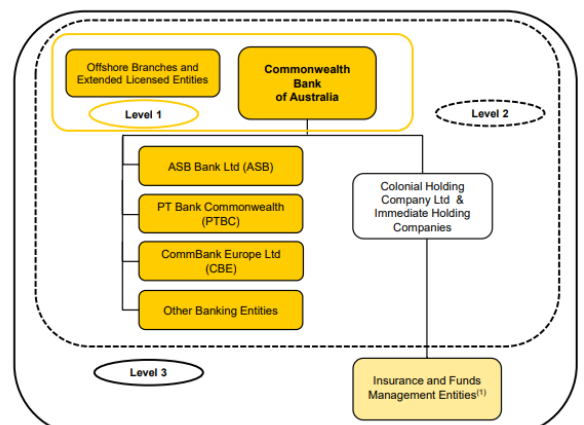 Offshore Branches and
Extended Licensed Entities
Commonwealth
Bank
of Australia
Level 1
Level 2
ASB Bank Ltd (ASB)
PT Bank Commonwealth
(PTBC)
CommBank Europe Ltd
(CBE)
Other Banking Entities
Colonial Holding
Company Ltd &
Immediate Holding
Companies
Level 3
Insurance and Funds
Management Entities(1)